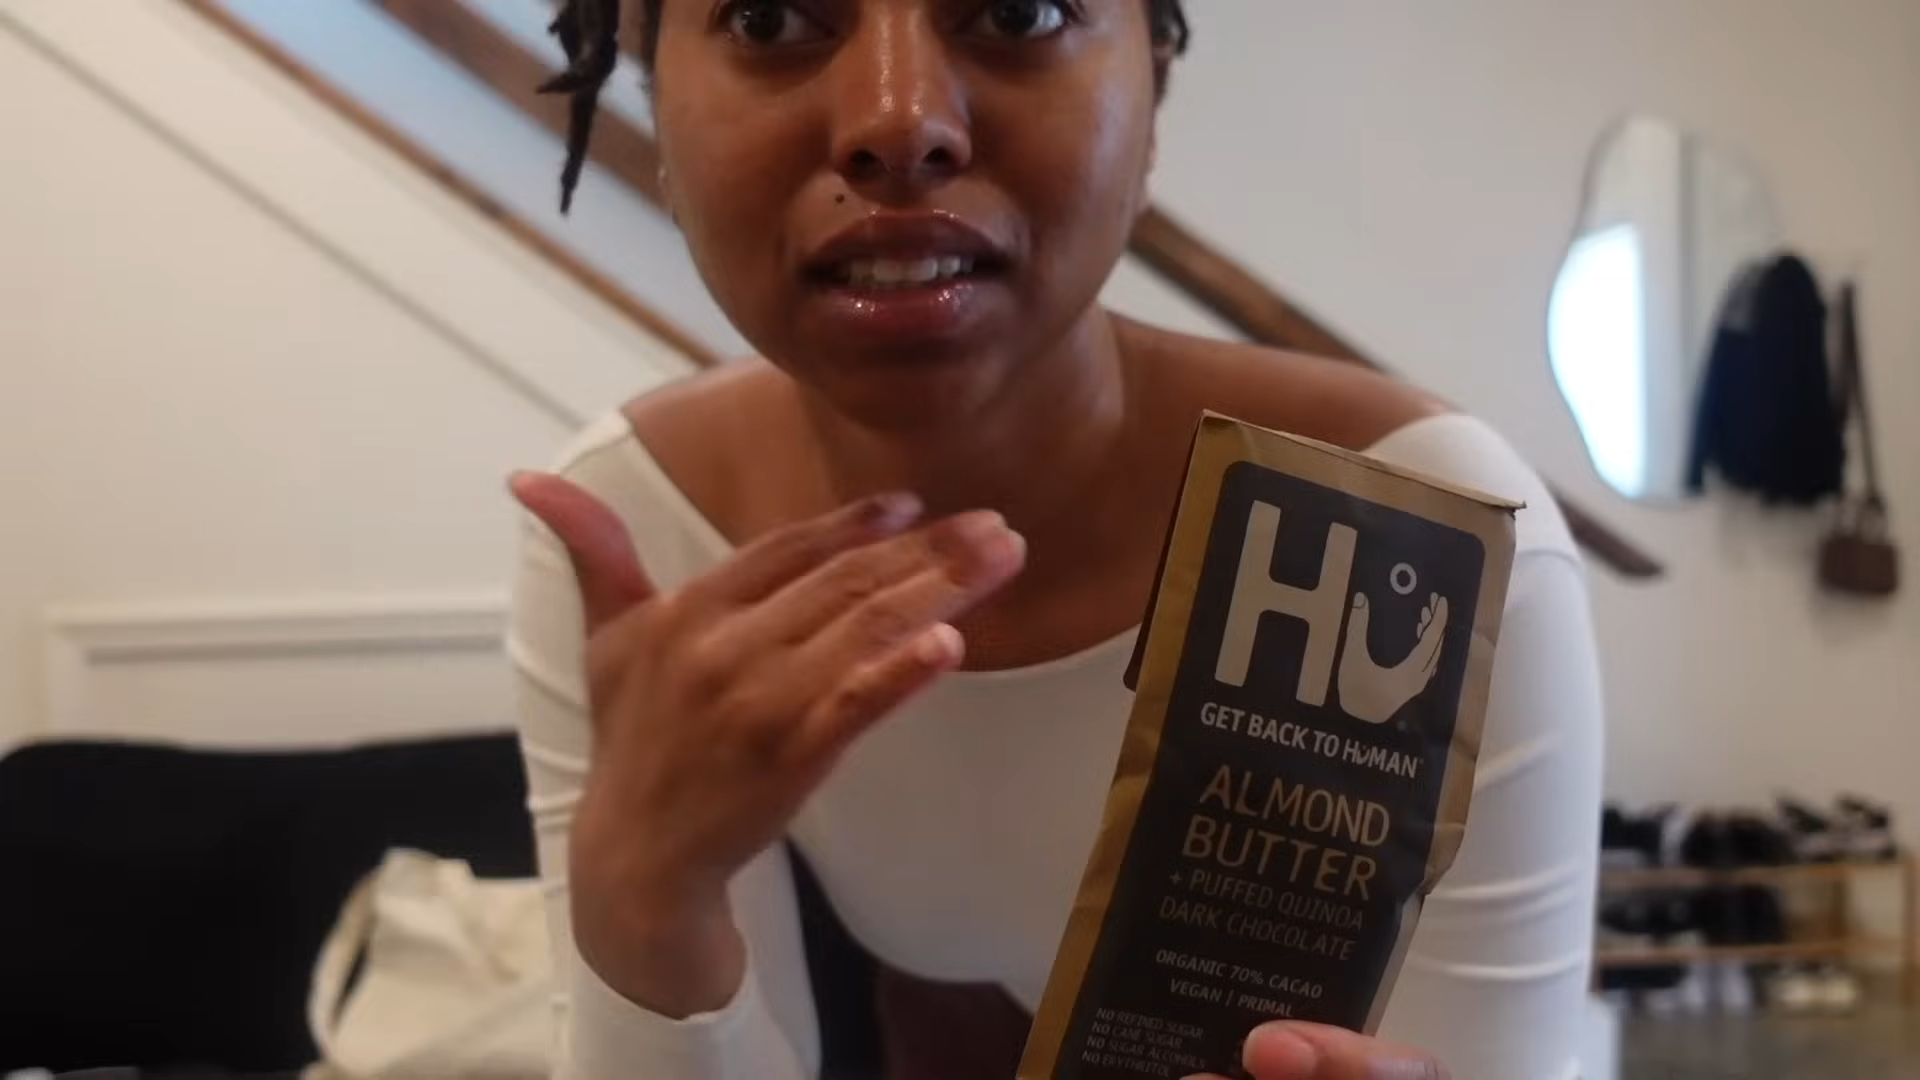 Hu
GET BACK TO HUMAN
ALMOND
BUTTER
+ PUFFED QUINOA
DARK CHOCOLATE
ORGANIC 70% CACAO
VEGAN | PRIMAL
NO REFINED SUGAR
NO CANE SUGAR
NO SUGAR ALCOHOLS
NO ERYTHRITOL